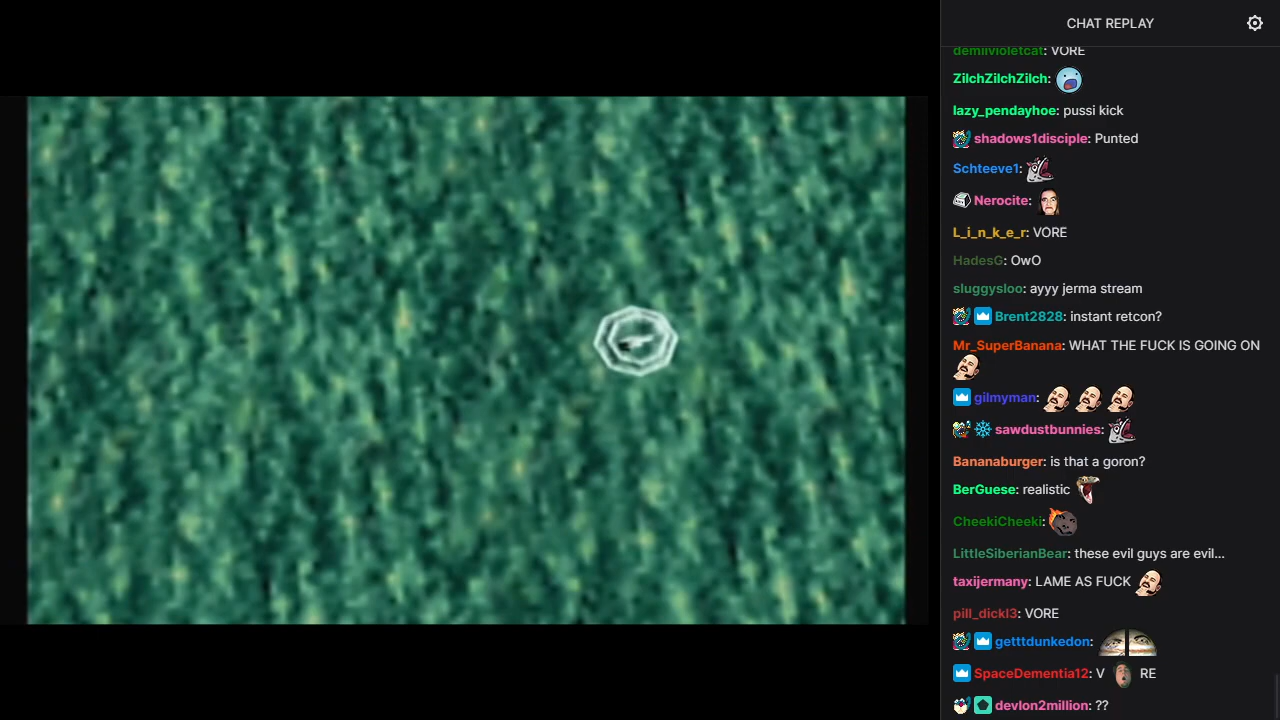 CHAT REPLAY
demiivioletcat: VORE
ZilchZilchZilch:
lazy_pendayhoe: pussi kick
shadows1disciple: Punted
Schteeve1:
Nerocite:
L_i_n_k_e_r: VORE
HadesG: OwO
sluggysloo: ayyy jerma stream
Brent2828: instant retcon?
Mr_SuperBanana: WHAT THE FUCK IS GOING ON
gilmyman:
sawdustbunnies:
Bananaburger: is that a goron?
BerGuese: realistic
CheekiCheeki:
LittleSiberianBear: these evil guys are evil...
taxijermany: LAME AS FUCK
pill_dickl3: VORE
getttdunkedon:
SpaceDementia12: V RE
devlon2million: ??